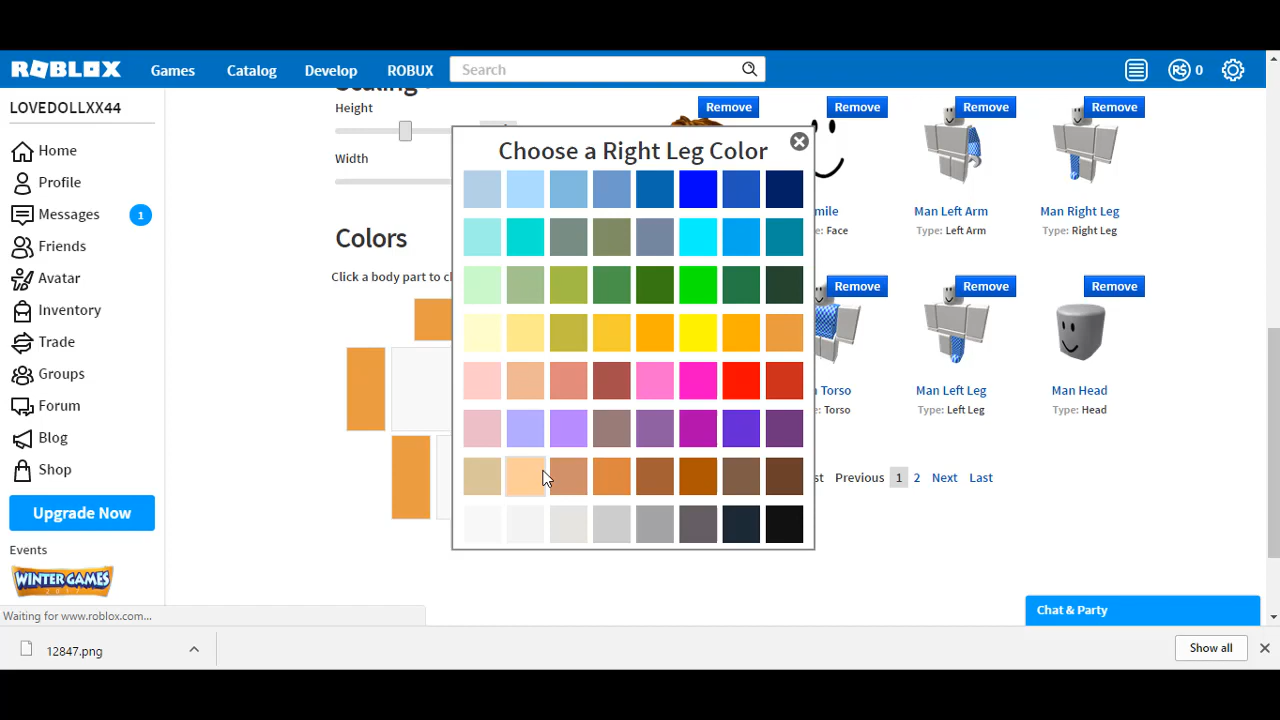 ROBLOX
Games
Catalog
Develop
ROBUX
Search
R$ 0
LOVEDOLLXX44
Home
Profile
Messages
1
Friends
Avatar
Inventory
Trade
Groups
Forum
Blog
Shop
Upgrade Now
Events
WINTER GAMES
Height
Width
Colors
Click a body part to c
Choose a Right Leg Color
Remove
Remove
Remove
Remove
mile
Type: Face
Man Left Arm
Type: Left Arm
Man Right Leg
Type: Right Leg
Remove
Remove
Remove
Torso
Type: Torso
Man Left Leg
Type: Left Leg
Man Head
Type: Head
st Previous 1 2 Next Last
Waiting for www.roblox.com...
Chat & Party
12847.png
Show all